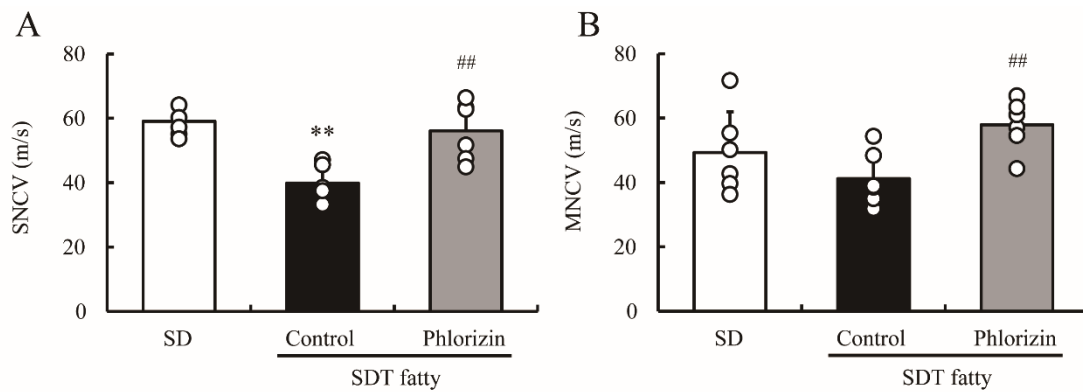 A
SNCV (m/s)
80
60
40
20
0
**
##
SD
Control
Phlorizin
SDT fatty
B
MNCV (m/s)
80
60
40
20
0
##
SD
Control
Phlorizin
SDT fatty